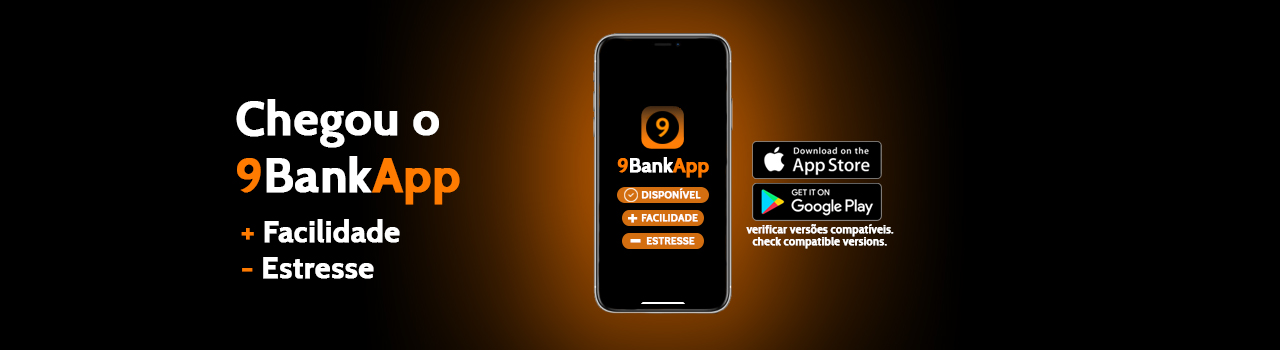 Chegou o
9BankApp
+ Facilidade
- Estresse
9
9BankApp
DISPONÍVEL
+ FACILIDADE
- ESTRESSE
Download on the
App Store
GET IT ON
Google Play
verificar versões compatíveis.
check compatible versions.